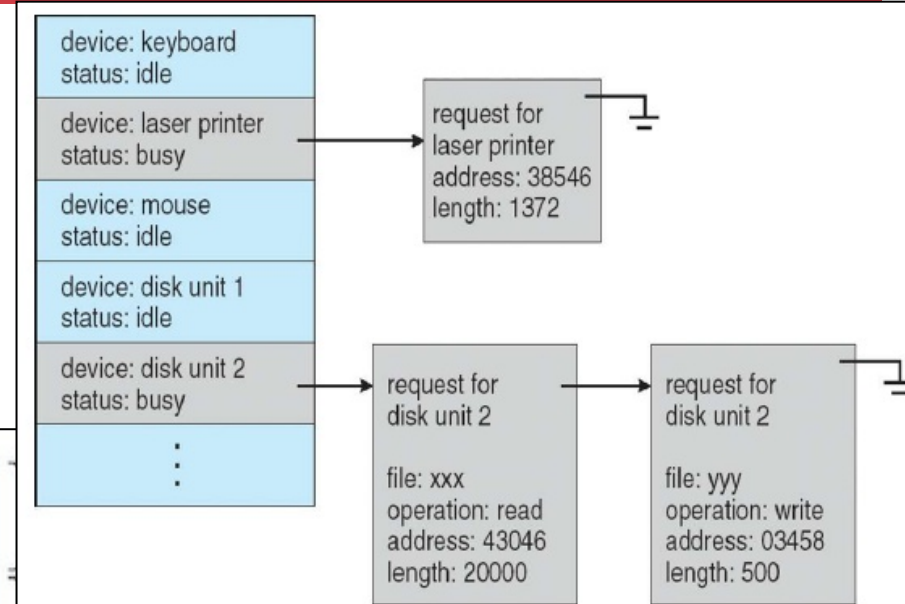 device: keyboard
status: idle
device: laser printer
status: busy
device: mouse
status: idle
device: disk unit 1
status: idle
device: disk unit 2
status: busy
request for
laser printer
address: 38546
length: 1372
request for
disk unit 2
file: xxx
operation: read
address: 43046
length: 20000
request for
disk unit 2
file: yyy
operation: write
address: 03458
length: 500